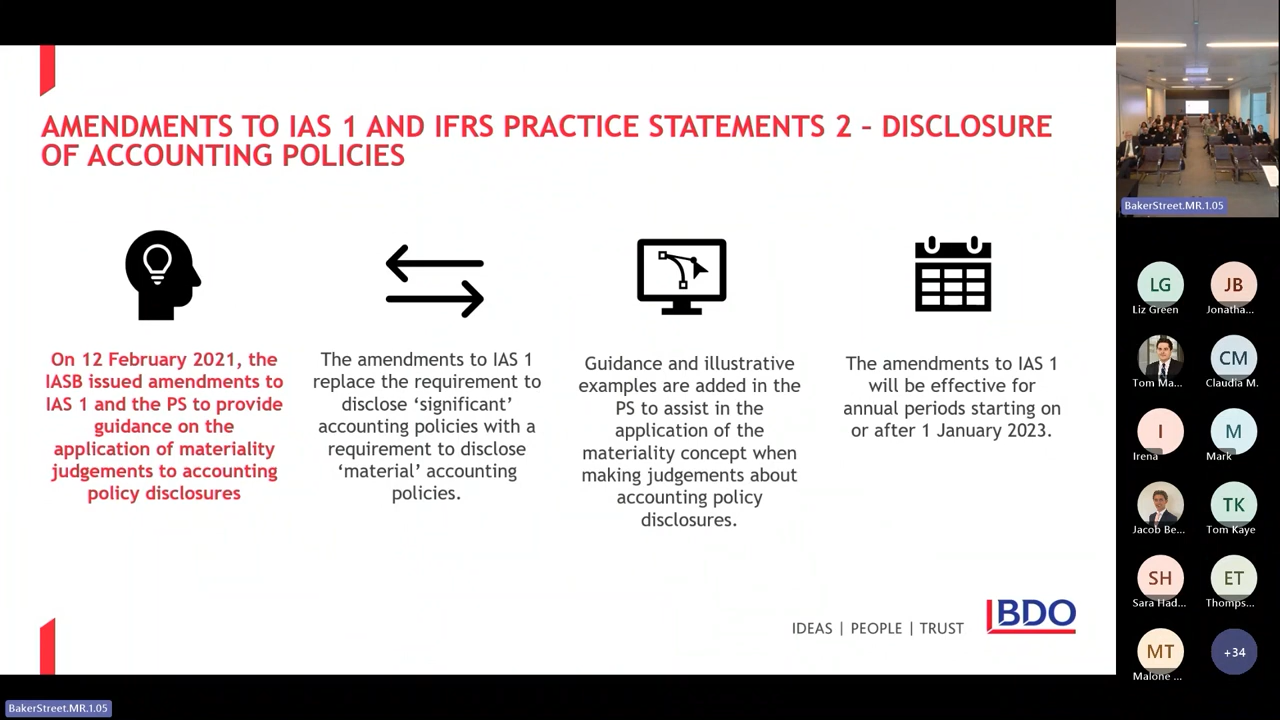 AMENDMENTS TO IAS 1 AND IFRS PRACTICE STATEMENTS 2 – DISCLOSURE
OF ACCOUNTING POLICIES
On 12 February 2021, the
IASB issued amendments to
IAS 1 and the PS to provide
guidance on the
application of materiality
judgements to accounting
policy disclosures
The amendments to IAS 1
replace the requirement to
disclose ‘significant’
accounting policies with a
requirement to disclose
‘material’ accounting
policies.
Guidance and illustrative
examples are added in the
PS to assist in the
application of the
materiality concept when
making judgements about
accounting policy
disclosures.
The amendments to IAS 1
will be effective for
annual periods starting on
or after 1 January 2023.
IDEAS | PEOPLE | TRUST
BDO
BakerStreet.MR.1.05
LG
Liz Green
JB
Jonatha...
Tom Ma...
CM
Claudia M.
I
Irena
M
Mark
Jacob Be...
TK
Tom Kaye
SH
Sara Had...
ET
Thomps...
MT
Malone ...
+34
BakerStreet.MR.1.05